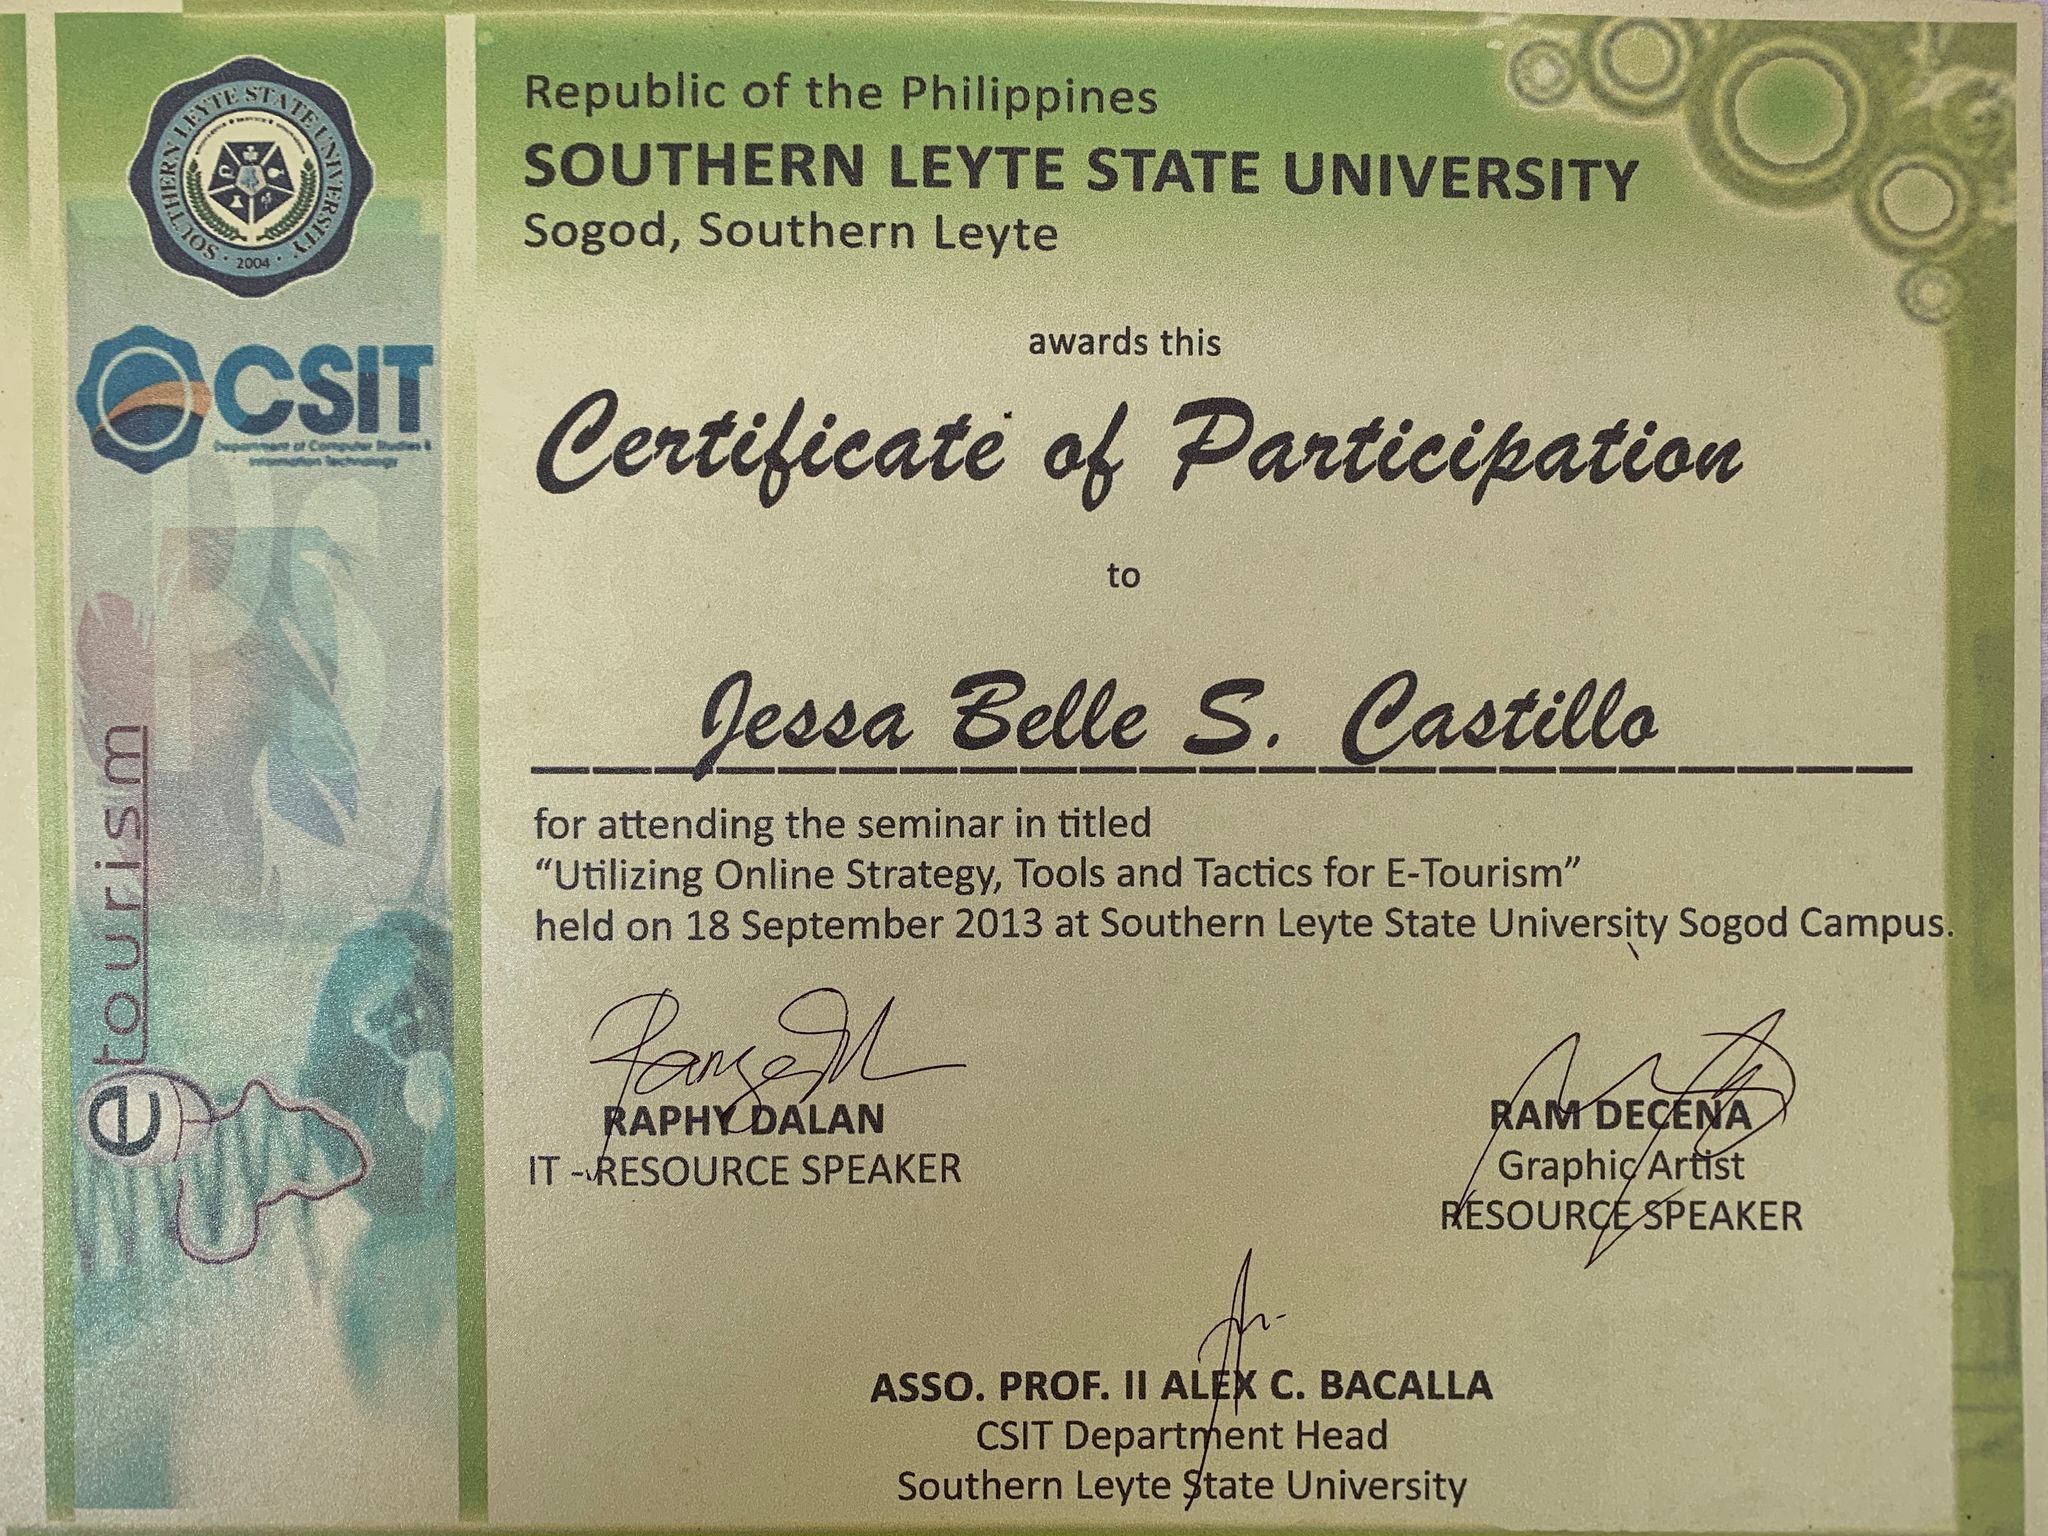 SOUTHERN LEYTE STATE UNIVERSITY
· 2004 ·
CSIT
Department of Computer Studies &
Information Technology
etourism
Republic of the Philippines
SOUTHERN LEYTE STATE UNIVERSITY
Sogod, Southern Leyte
awards this
Certificate of Participation
to
Jessa Belle S. Castillo
for attending the seminar in titled
“Utilizing Online Strategy, Tools and Tactics for E-Tourism”
held on 18 September 2013 at Southern Leyte State University Sogod Campus.
RAPHY DALAN
IT - RESOURCE SPEAKER
RAM DECENA
Graphic Artist
RESOURCE SPEAKER
ASSO. PROF. II ALEX C. BACALLA
CSIT Department Head
Southern Leyte State University